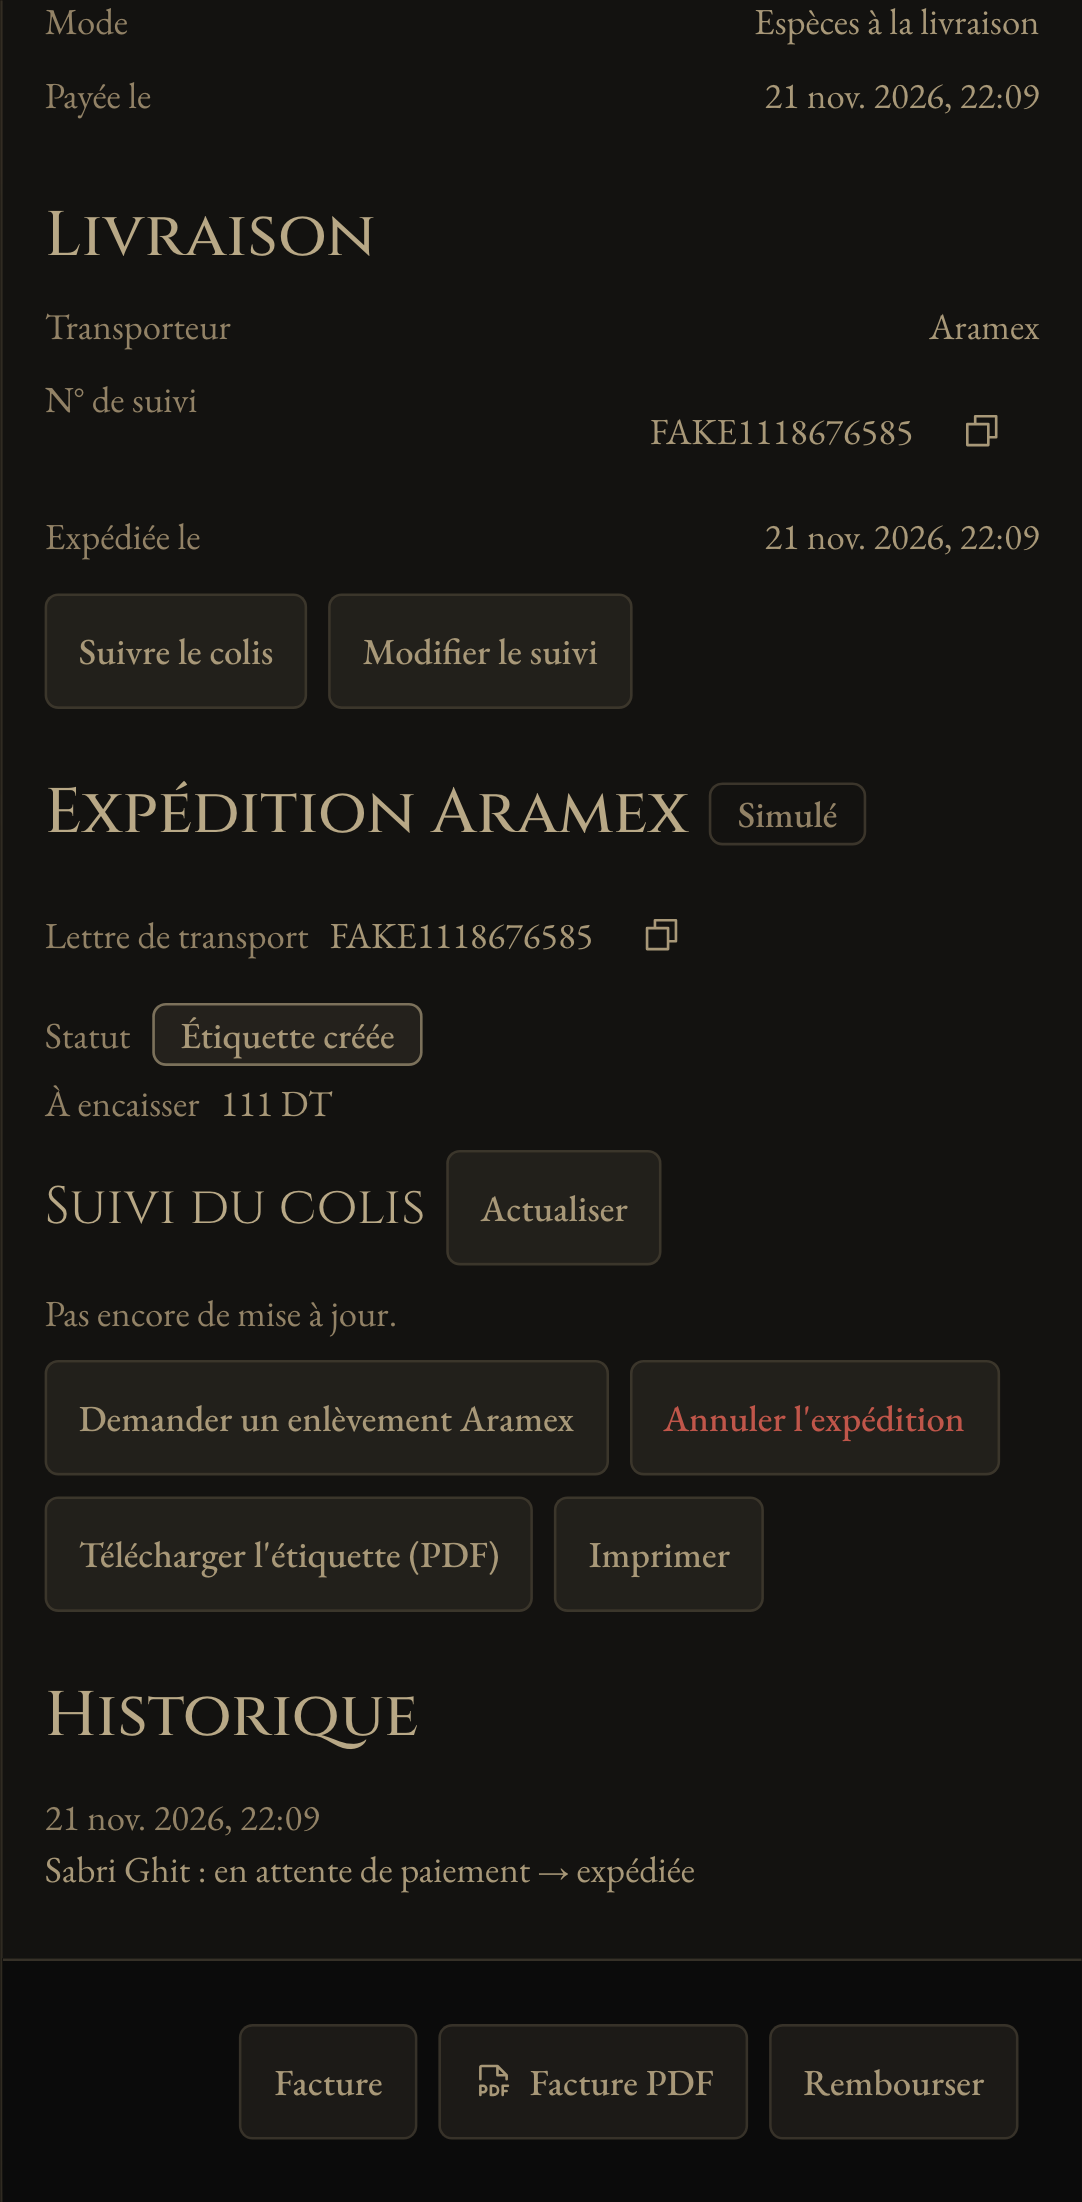 Mode Espèces à la livraison
Payée le 21 nov. 2026, 22:09
Livraison
Transporteur Aramex
N° de suivi
FAKE1118676585
Expédiée le 21 nov. 2026, 22:09
Suivre le colis Modifier le suivi
Expédition Aramex Simulé
Lettre de transport FAKE1118676585
Statut Étiquette créée
À encaisser 111 DT
Suivi du colis Actualiser
Pas encore de mise à jour.
Demander un enlèvement Aramex Annuler l'expédition
Télécharger l'étiquette (PDF) Imprimer
Historique
21 nov. 2026, 22:09
Sabri Ghit : en attente de paiement → expédiée
Facture PDF Facture PDF Rembourser